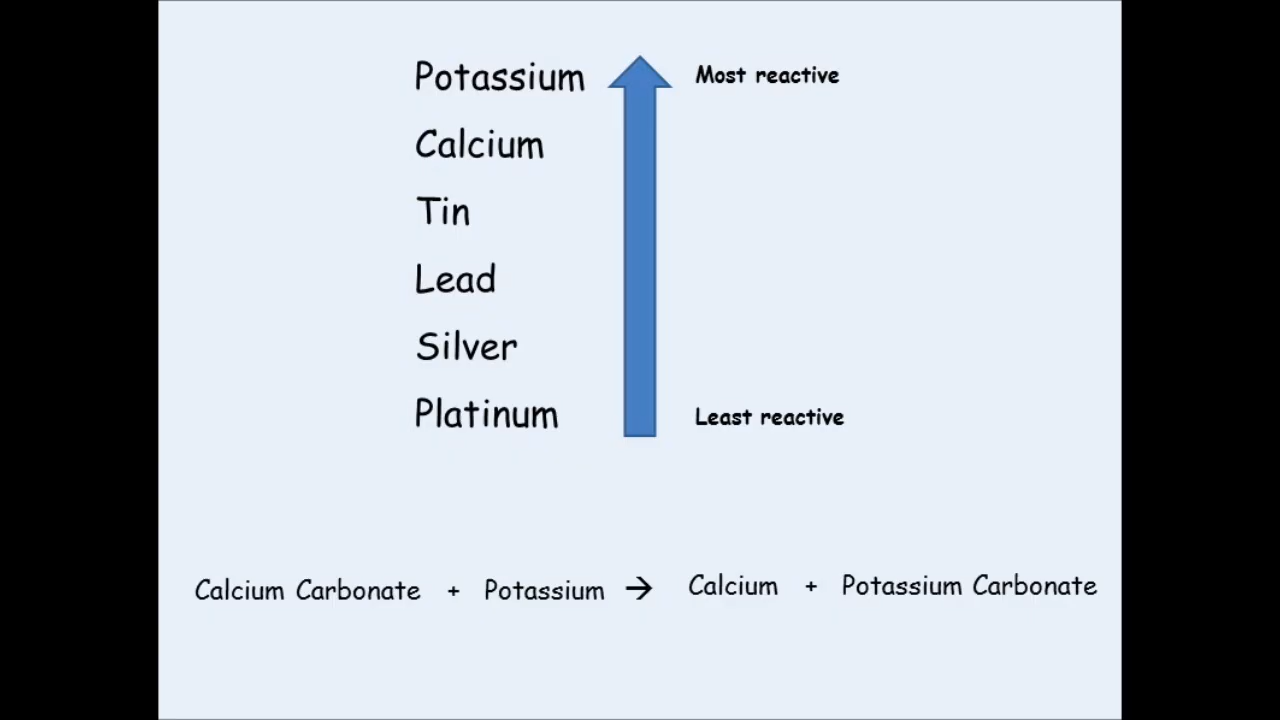 Potassium Most reactive
Calcium
Tin
Lead
Silver
Platinum Least reactive
Calcium Carbonate + Potassium → Calcium + Potassium Carbonate